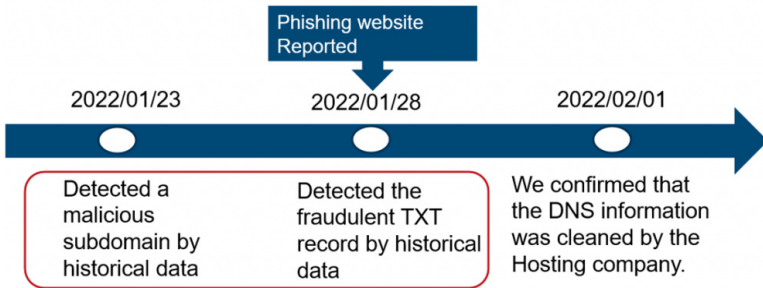 Phishing website
Reported
2022/01/23
2022/01/28
2022/02/01
Detected a
malicious
subdomain by
historical data
Detected the
fraudulent TXT
record by historical
data
We confirmed that
the DNS information
was cleaned by the
Hosting company.